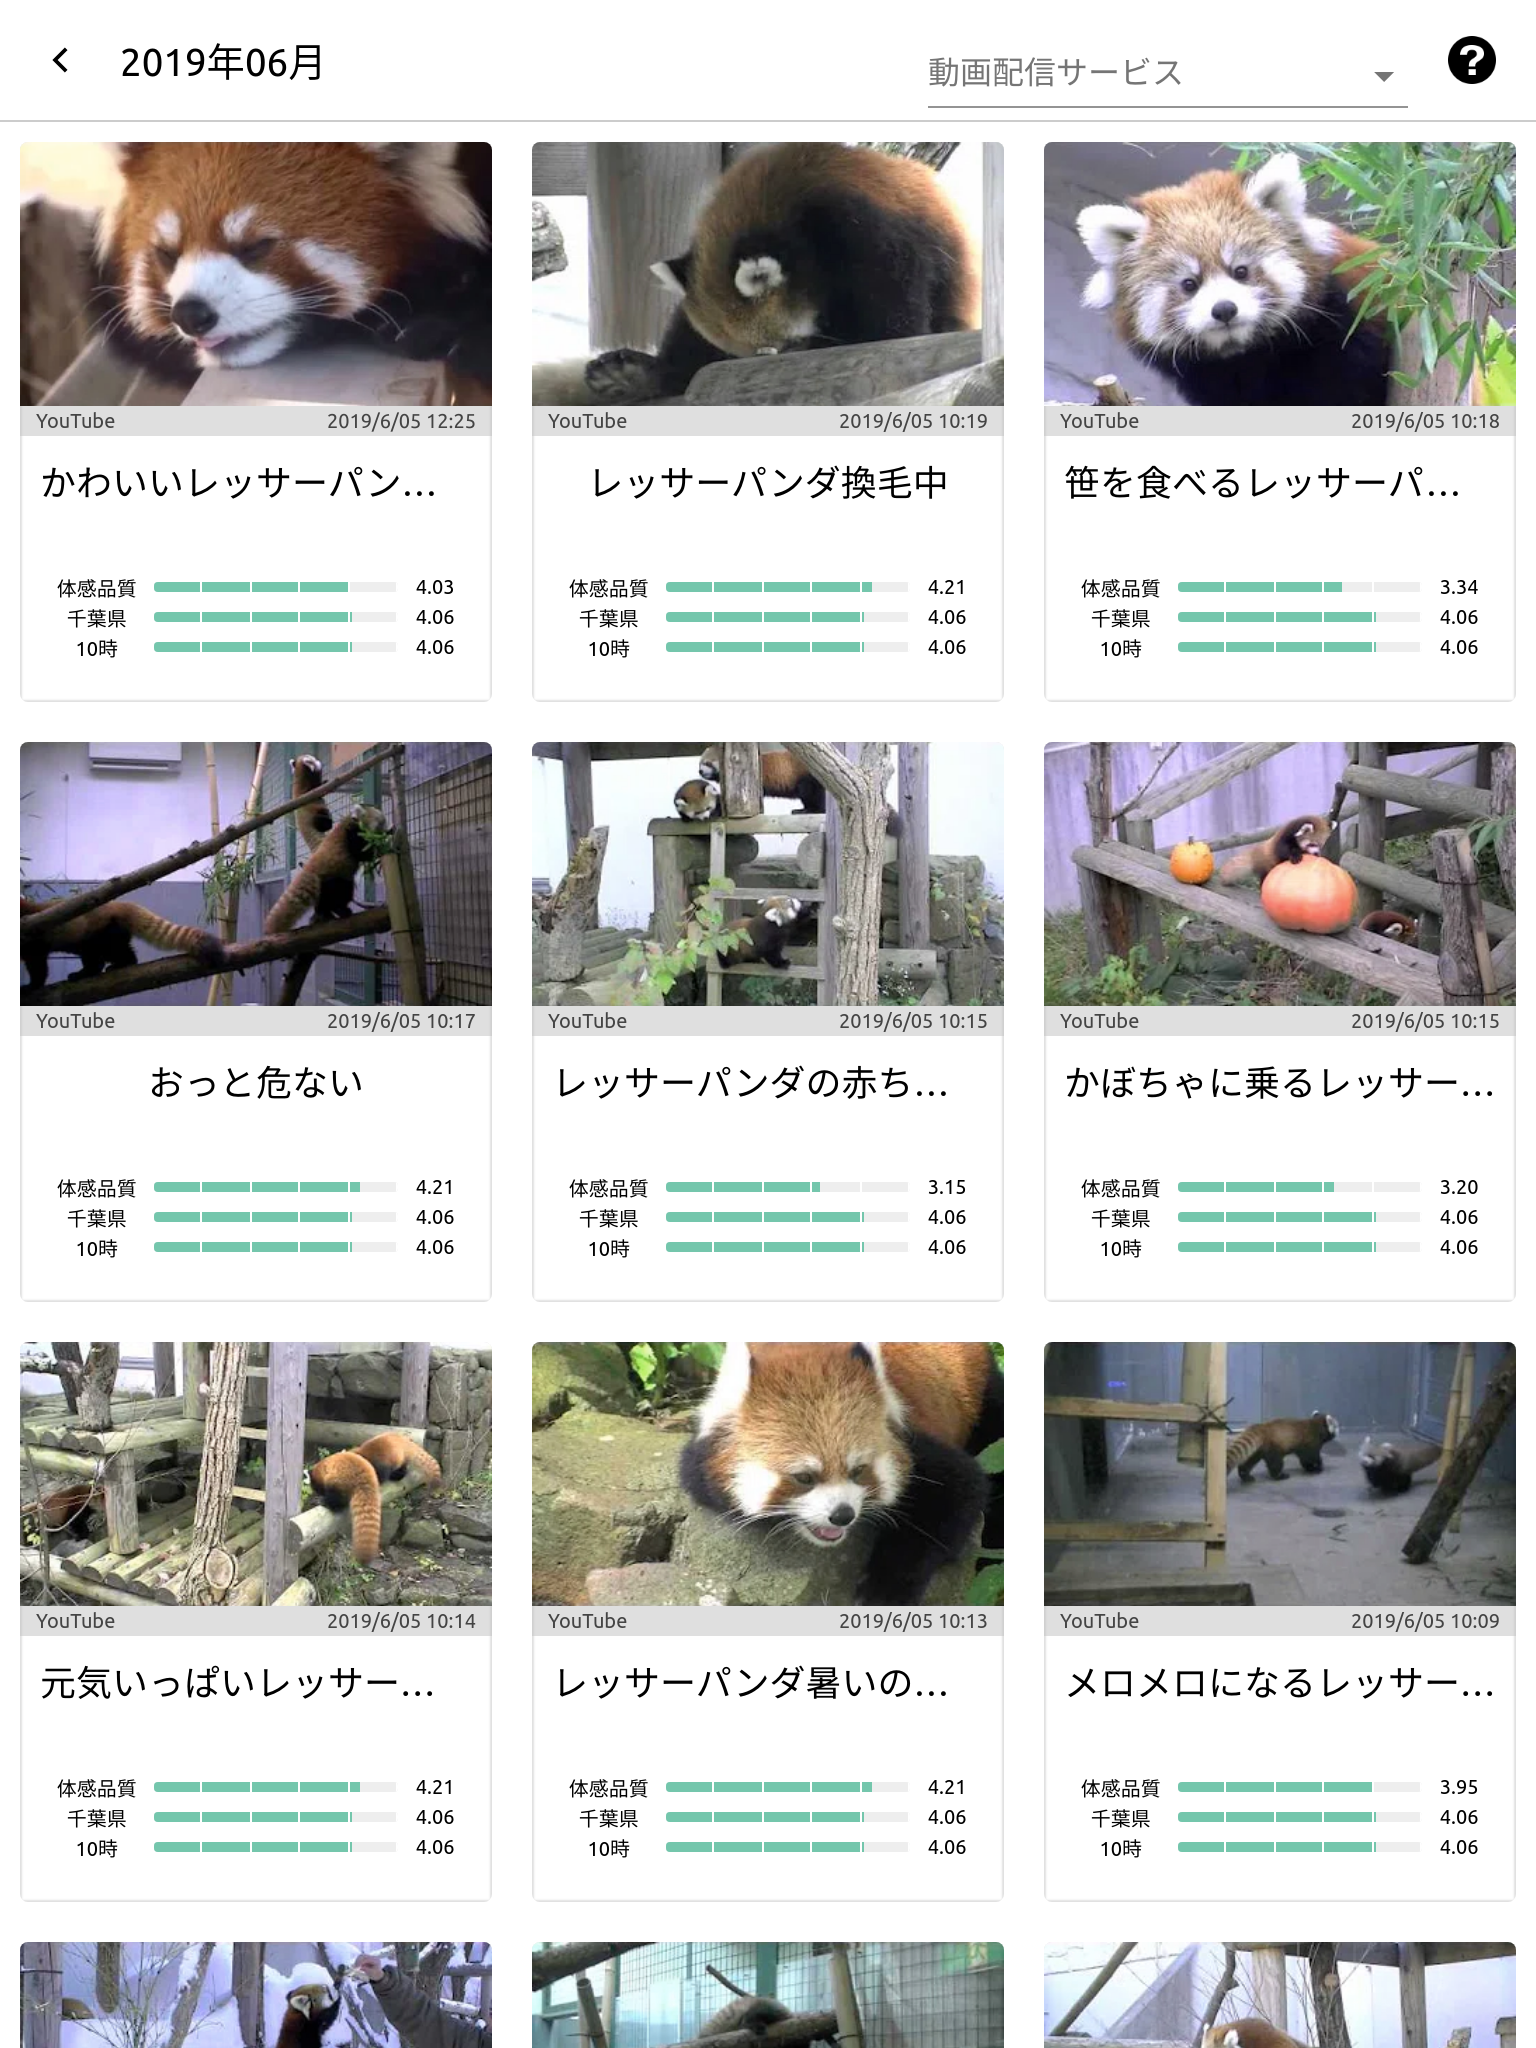 2019年06月
動画配信サービス
?
YouTube 2019/6/05 12:25
かわいいレッサーパン...
体感品質 4.03
千葉県 4.06
10時 4.06
YouTube 2019/6/05 10:19
レッサーパンダ換毛中
体感品質 4.21
千葉県 4.06
10時 4.06
YouTube 2019/6/05 10:18
笹を食べるレッサーパ...
体感品質 3.34
千葉県 4.06
10時 4.06
YouTube 2019/6/05 10:17
おっと危ない
体感品質 4.21
千葉県 4.06
10時 4.06
YouTube 2019/6/05 10:15
レッサーパンダの赤ち...
体感品質 3.15
千葉県 4.06
10時 4.06
YouTube 2019/6/05 10:15
かぼちゃに乗るレッサー...
体感品質 3.20
千葉県 4.06
10時 4.06
YouTube 2019/6/05 10:14
元気いっぱいレッサー...
体感品質 4.21
千葉県 4.06
10時 4.06
YouTube 2019/6/05 10:13
レッサーパンダ暑いの...
体感品質 4.21
千葉県 4.06
10時 4.06
YouTube 2019/6/05 10:09
メロメロになるレッサー...
体感品質 3.95
千葉県 4.06
10時 4.06